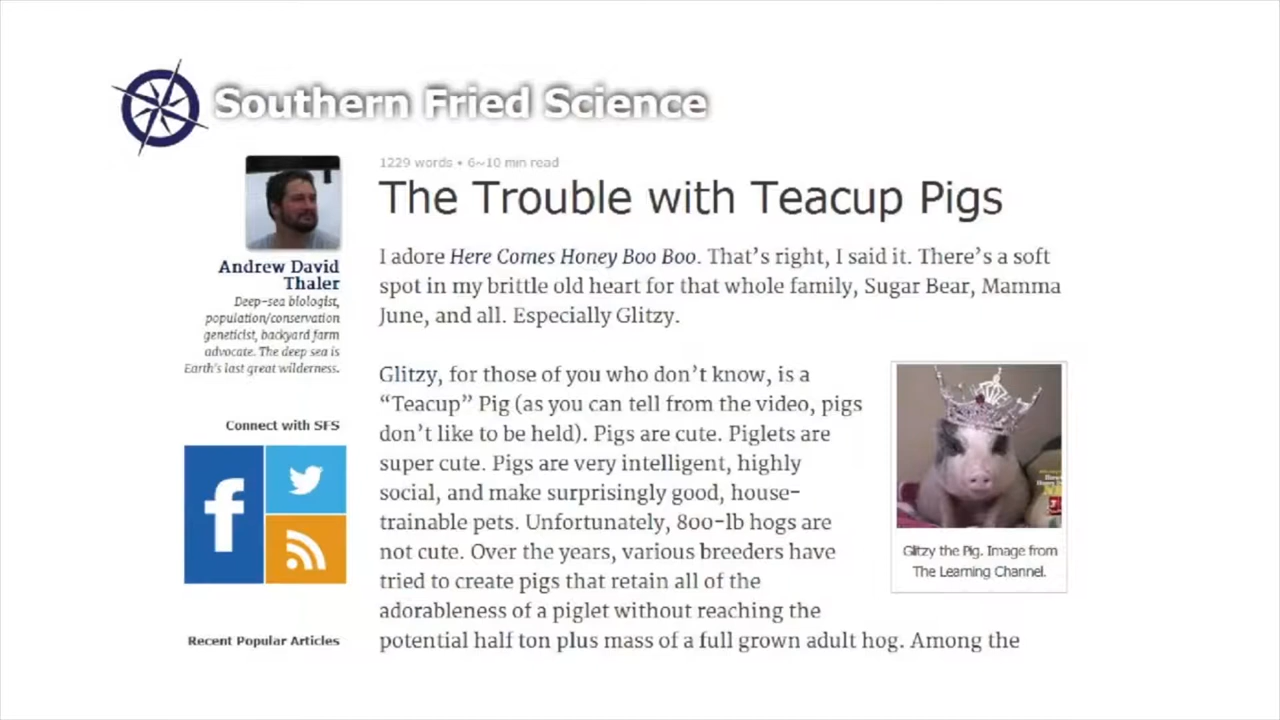 Southern Fried Science
1229 words • 6~10 min read
The Trouble with Teacup Pigs
Andrew David
Thaler
Deep-sea biologist,
population/conservation
geneticist, backyard farm
advocate. The deep sea is
Earth's last great wilderness.
Connect with SFS
Recent Popular Articles
I adore Here Comes Honey Boo Boo. That's right, I said it. There's a soft
spot in my brittle old heart for that whole family, Sugar Bear, Mamma
June, and all. Especially Glitzy.
Glitzy, for those of you who don't know, is a
“Teacup” Pig (as you can tell from the video, pigs
don't like to be held). Pigs are cute. Piglets are
super cute. Pigs are very intelligent, highly
social, and make surprisingly good, house-
trainable pets. Unfortunately, 800-lb hogs are
not cute. Over the years, various breeders have
tried to create pigs that retain all of the
adorableness of a piglet without reaching the
potential half ton plus mass of a full grown adult hog. Among the
Glitzy the Pig. Image from
The Learning Channel.